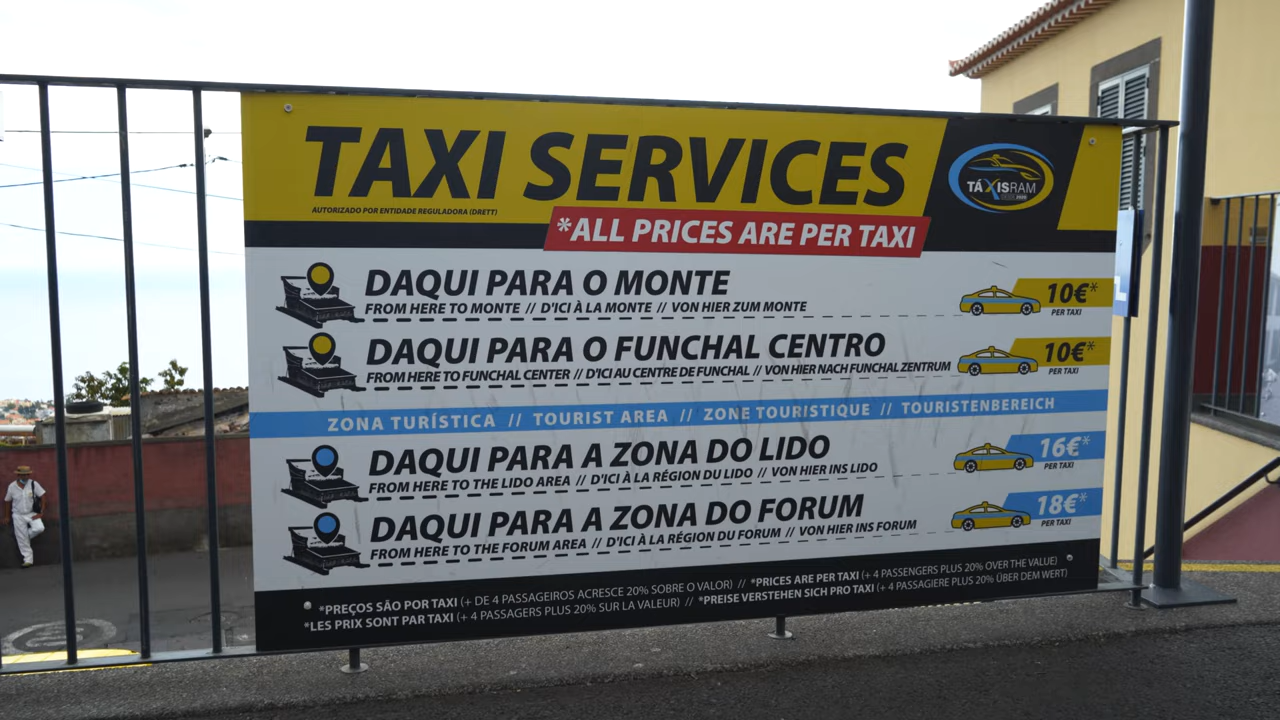 TAXI SERVICES
AUTORIZADO POR ENTIDADE REGULADORA (DRETT)
TÁXISRAM
*ALL PRICES ARE PER TAXI
DAQUI PARA O MONTE
FROM HERE TO MONTE // D'ICI À LA MONTE // VON HIER ZUM MONTE
10€*
PER TAXI
DAQUI PARA O FUNCHAL CENTRO
FROM HERE TO FUNCHAL CENTER // D'ICI AU CENTRE DE FUNCHAL // VON HIER NACH FUNCHAL ZENTRUM
10€*
PER TAXI
ZONA TURÍSTICA // TOURIST AREA // ZONE TOURISTIQUE // TOURISTENBEREICH
DAQUI PARA A ZONA DO LIDO
FROM HERE TO THE LIDO AREA // D'ICI À LA RÉGION DU LIDO // VON HIER INS LIDO
16€*
PER TAXI
DAQUI PARA A ZONA DO FORUM
FROM HERE TO THE FORUM AREA // D'ICI À LA RÉGION DU FORUM // VON HIER INS FORUM
18€*
PER TAXI
*PREÇOS SÃO POR TAXI (+ DE 4 PASSAGEIROS ACRESCE 20% SOBRE O VALOR) // *PRICES ARE PER TAXI (+ 4 PASSENGERS PLUS 20% OVER THE VALUE)
*LES PRIX SONT PAR TAXI (+ 4 PASSAGERS PLUS 20% SUR LA VALEUR) // *PREISE VERSTEHEN SICH PRO TAXI (+ 4 PASSAGIERE PLUS 20% ÜBER DEM WERT)